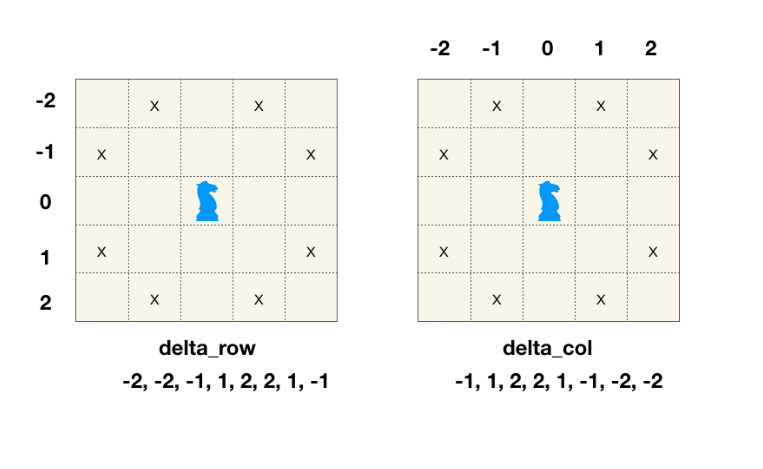 -2 -1 0 1 2
-2 x x x x
-1 x x x x
0
1 x x x x
2 x x x x
delta_row delta_col
-2, -2, -1, 1, 2, 2, 1, -1 -1, 1, 2, 2, 1, -1, -2, -2